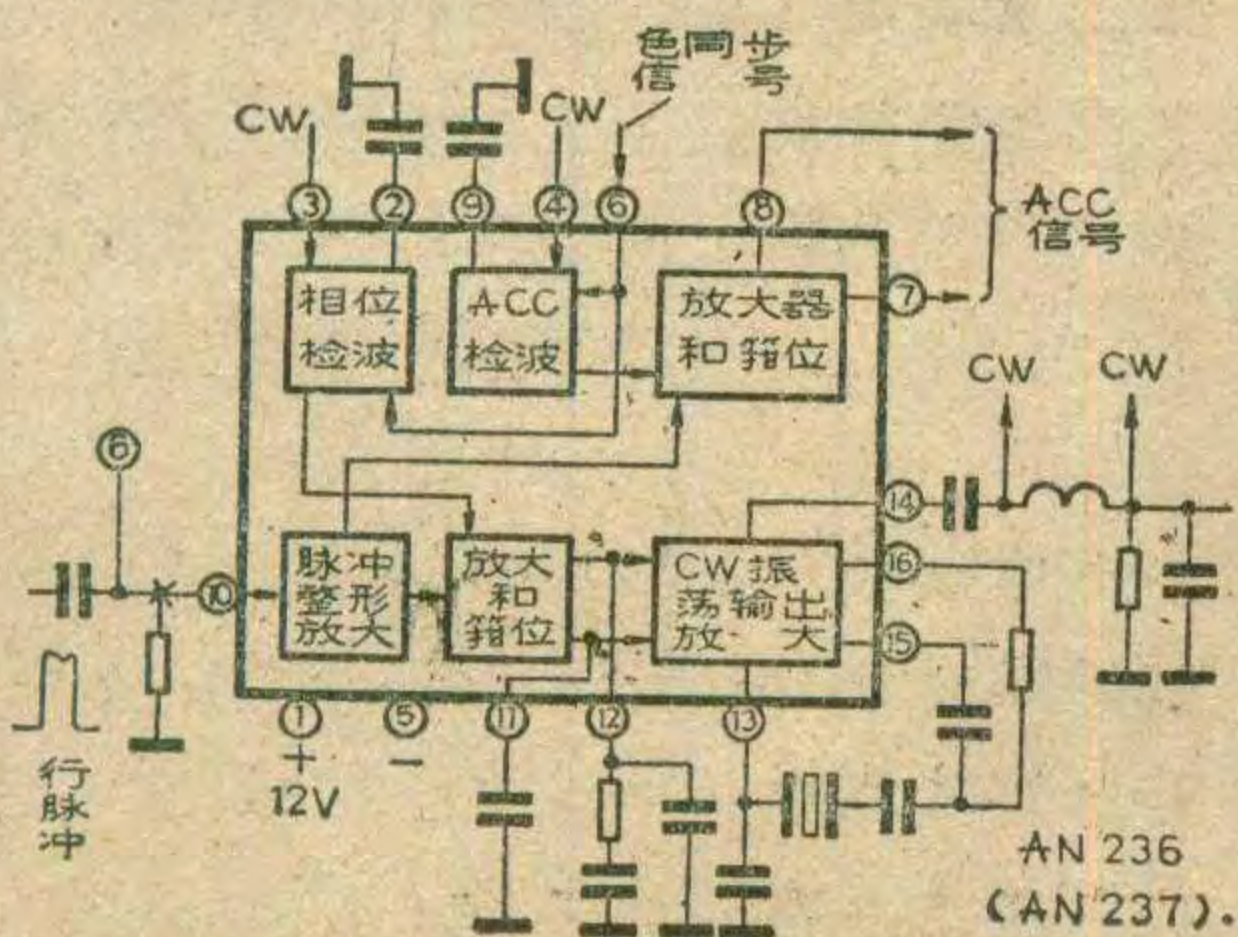 色同步
信号
CW
CW
③
②
⑨
④
⑥
⑧
ACC
信号
⑦
相位
检波
ACC
检波
放大器
和箝位
CW
CW
⑥
⑭
脉冲
整形
放大
放大
和
箝位
CW振
荡输出
放大
⑯
⑩
⑮
①
⑤
⑪
⑫
⑬
+
−
12V
行
脉
冲
AN 236
(AN 237).